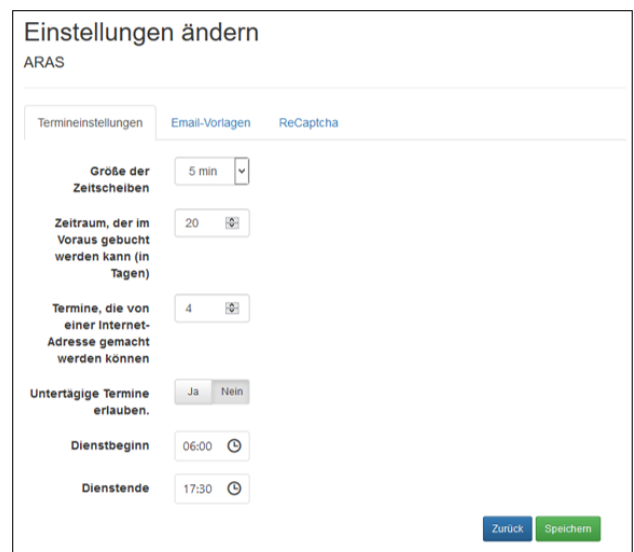 Einstellungen ändern
ARAS
Termineinstellungen Email-Vorlagen ReCaptcha
Größe der 5 min
Zeitscheiben
Zeitraum, der im 20
Voraus gebucht
werden kann (in
Tagen)
Termine, die von 4
einer Internet-
Adresse gemacht
werden können
Untertägige Termine Ja Nein
erlauben.
Dienstbeginn 06:00
Dienstende 17:30
Zurück Speichern